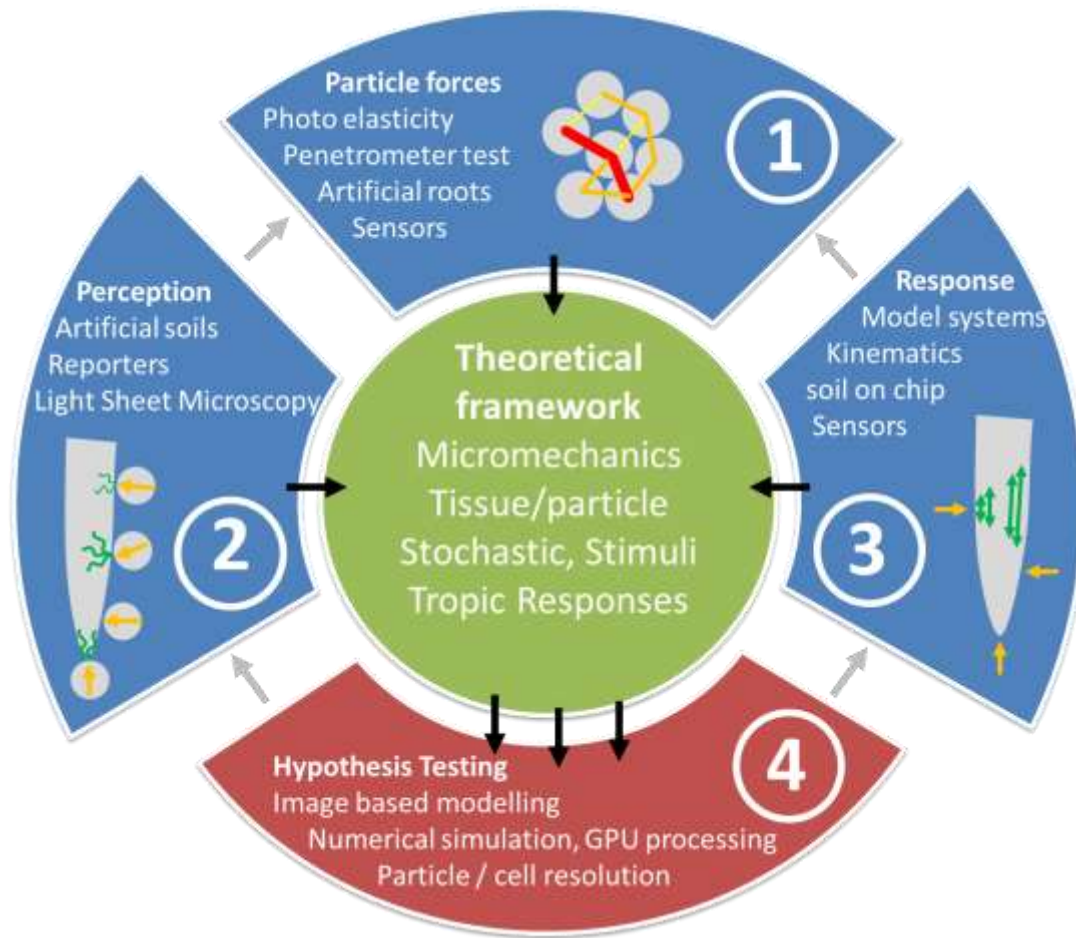 Particle forces
Photo elasticity
Penetrometer test
Artificial roots
Sensors
1
Perception
Artificial soils
Reporters
Light Sheet Microscopy
2
Theoretical
framework
Micromechanics
Tissue/particle
Stochastic, Stimuli
Tropic Responses
Response
Model systems
Kinematics
soil on chip
Sensors
3
Hypothesis Testing
Image based modelling
Numerical simulation, GPU processing
Particle / cell resolution
4